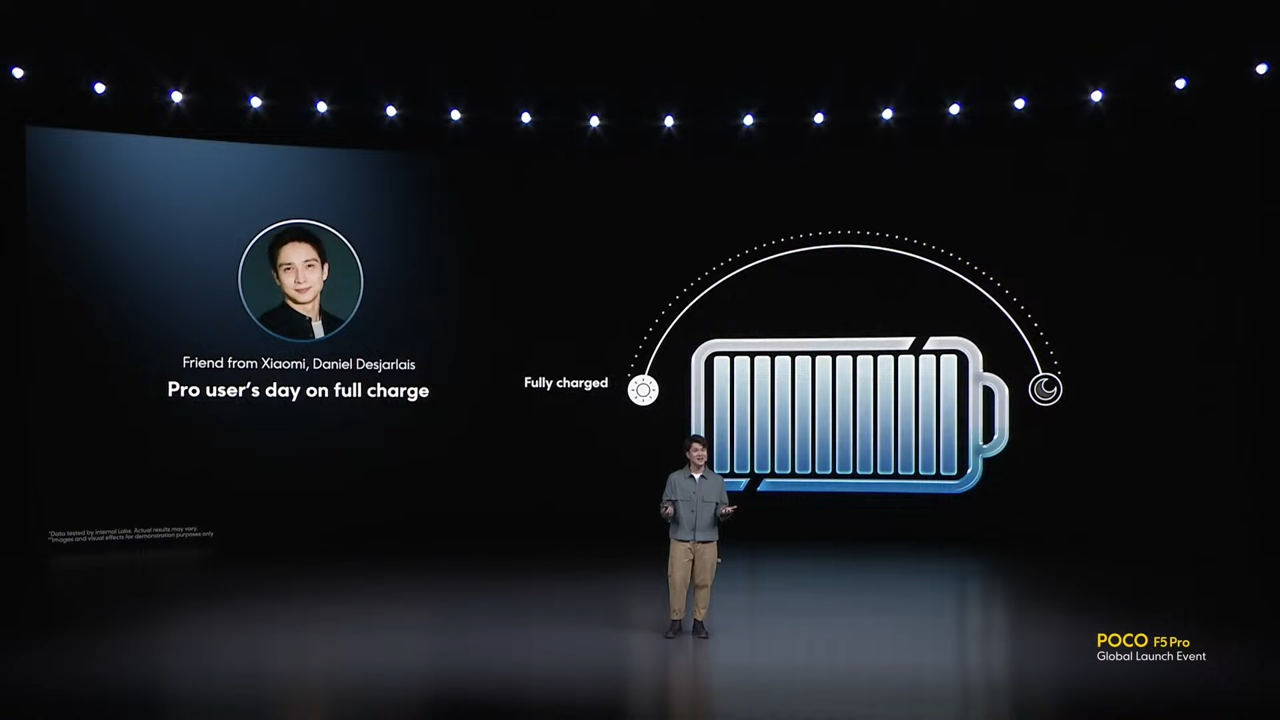 Friend from Xiaomi, Daniel Desjarlais
Pro user's day on full charge
Fully charged
*Data tested by Internal Labs. Actual results may vary.
**Images and visual effects for demonstration purposes only
POCO F5 Pro
Global Launch Event